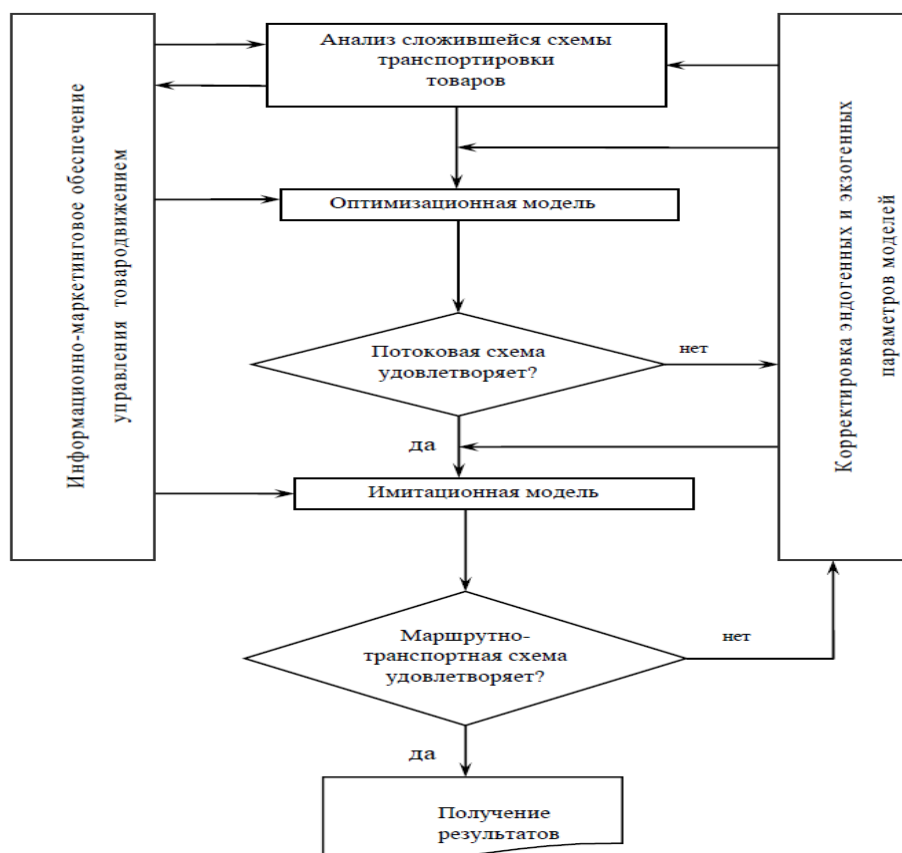 Информационно-маркетинговое обеспечение
управления товародвижением
Анализ сложившейся схемы
транспортировки
товаров
Оптимизационная модель
Потоковая схема
удовлетворяет?
нет
да
Имитационная модель
Маршрутно-
транспортная схема
удовлетворяет?
нет
да
Получение
результатов
Корректировка эндогенных и экзогенных
параметров моделей